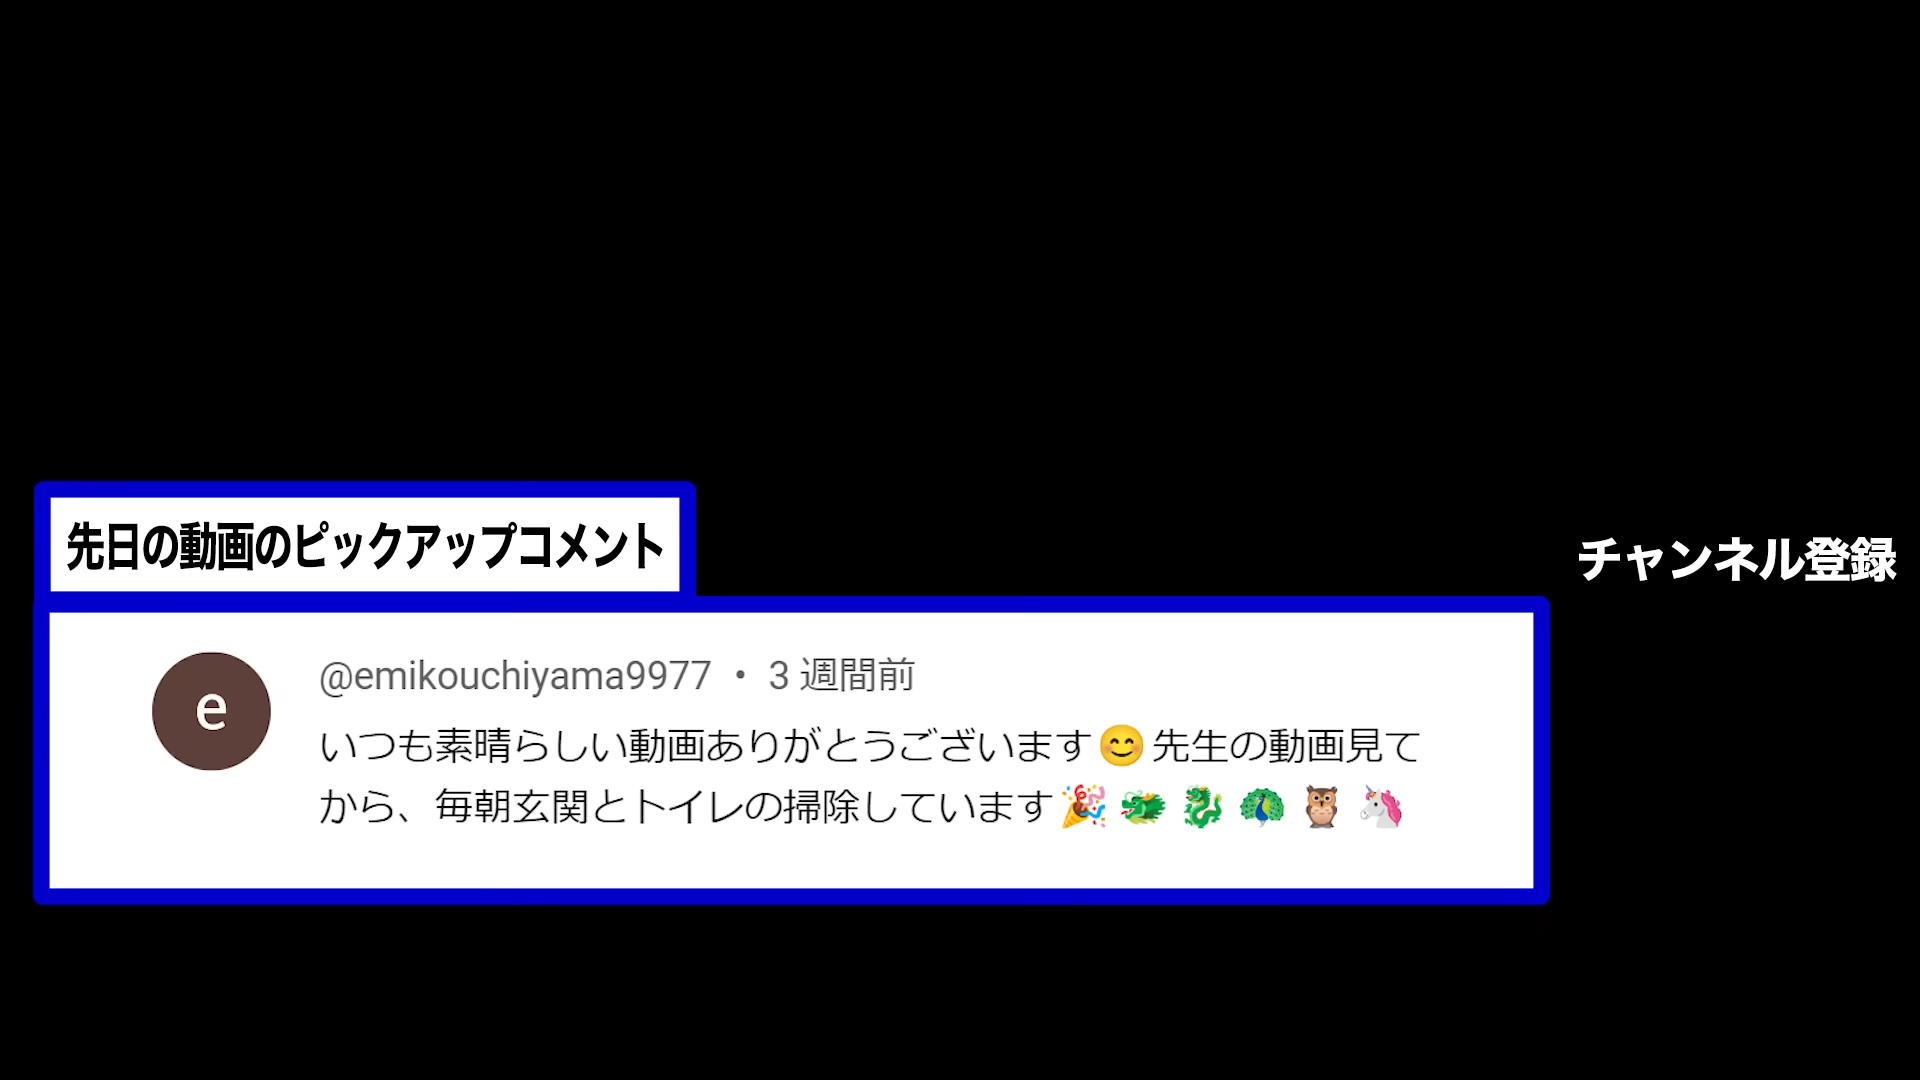 先日の動画のピックアップコメント
チャンネル登録
e
@emikouchiyama9977 • 3 週間前
いつも素晴らしい動画ありがとうございます😊先生の動画見て
から、毎朝玄関とトイレの掃除しています🎉🐲🐉🦚🦉🦄